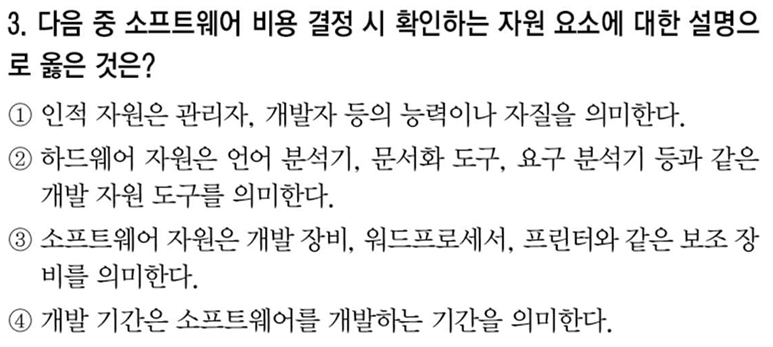 3. 다음 중 소프트웨어 비용 결정 시 확인하는 자원 요소에 대한 설명으
로 옳은 것은?
① 인적 자원은 관리자, 개발자 등의 능력이나 자질을 의미한다.
② 하드웨어 자원은 언어 분석기, 문서화 도구, 요구 분석기 등과 같은
개발 자원 도구를 의미한다.
③ 소프트웨어 자원은 개발 장비, 워드프로세서, 프린터와 같은 보조 장
비를 의미한다.
④ 개발 기간은 소프트웨어를 개발하는 기간을 의미한다.